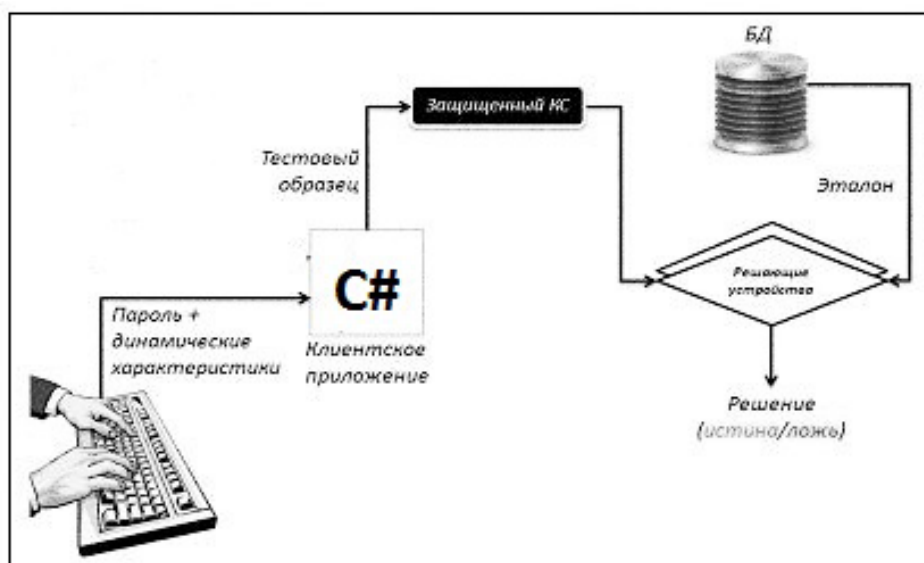 БД
Защищенный КС
Тестовый
образец
Эталон
C#
Решающие
устройства
Пароль +
динамические
характеристики
Клиентское
приложение
Решение
(истина/ложь)